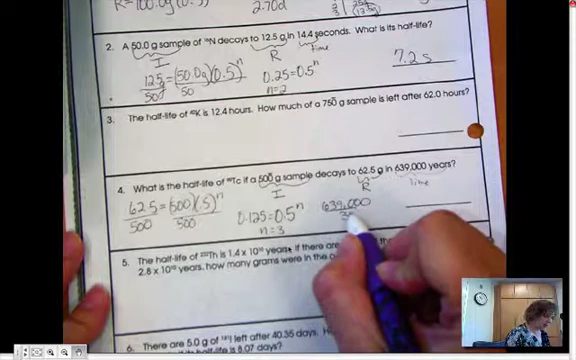 R=100.0g(0.5) 2.70d
2. A 50.0 g sample of ¹⁶N decays to 12.5 g in 14.4 seconds. What is its half-life?
I R time
12.5g = (50.0g)(0.5)ⁿ 0.25=0.5ⁿ 7.2 s
50g 50 n=2
3. The half-life of ⁴²K is 12.4 hours. How much of a 750 g sample is left after 62.0 hours?
4. What is the half-life of ⁹⁹Tc if a 500 g sample decays to 62.5 g in 639,000 years?
I R time
62.5 = (500)(.5)ⁿ 0.125=0.5ⁿ 639,000
500 500 n=3
5. The half-life of ²³²Th is 1.4 x 10¹⁰ years. If there are
2.8 x 10¹⁰ years, how many grams were in the
6. There are 5.0 g of ¹³¹I left after 40.35 days.
is 8.07 days?